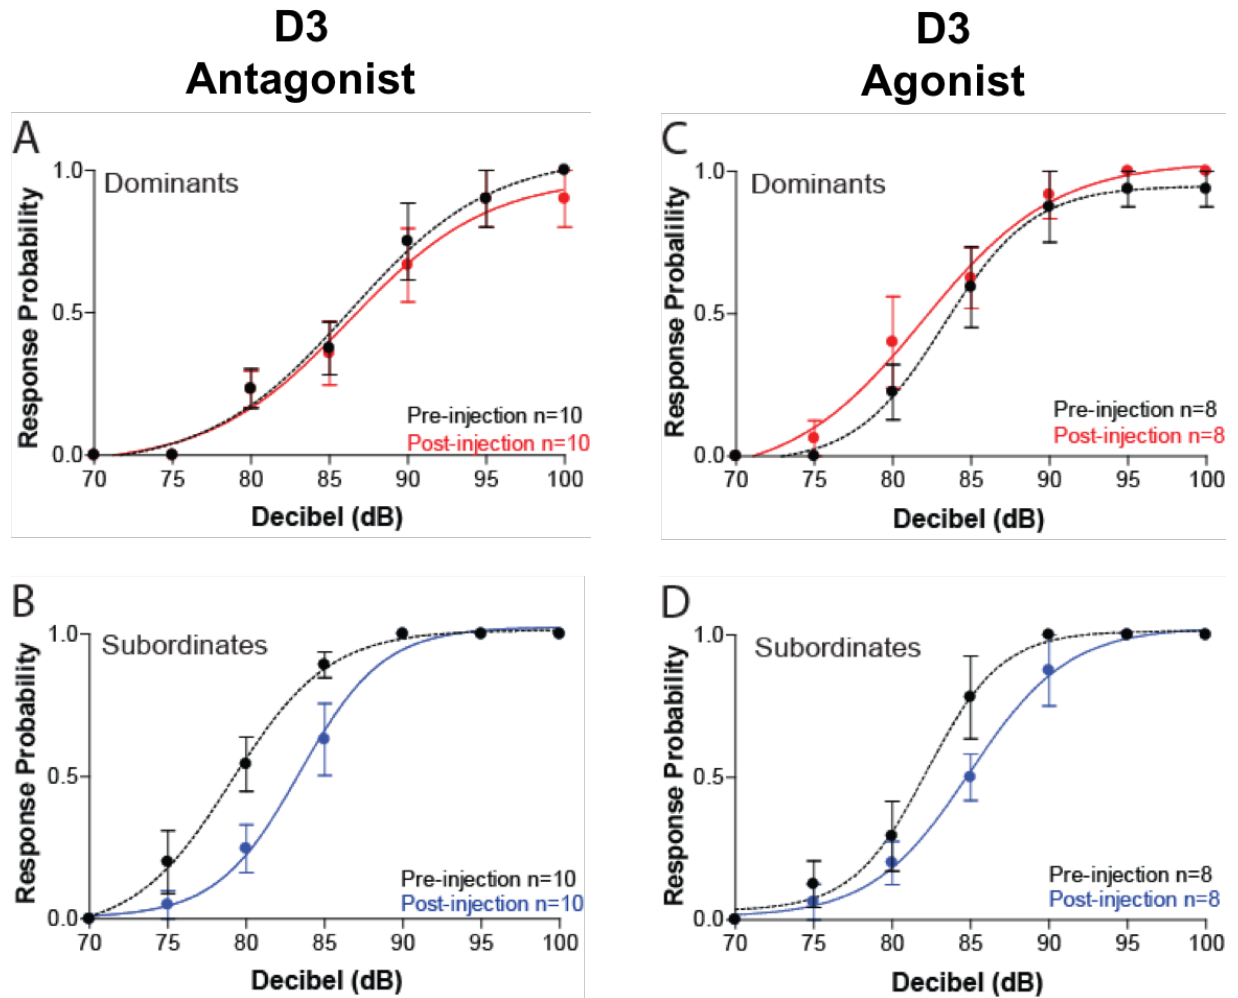 D3
Antagonist
D3
Agonist
A
Dominants
Response Probability
1.0
0.5
0.0
70 75 80 85 90 95 100
Decibel (dB)
Pre-injection n=10
Post-injection n=10
C
Dominants
Response Probalility
1.0
0.5
0.0
70 75 80 85 90 95 100
Decibel (dB)
Pre-injection n=8
Post-injection n=8
B
Subordinates
Response Probability
1.0
0.5
0.0
70 75 80 85 90 95 100
Decibel (dB)
Pre-injection n=10
Post-injection n=10
D
Subordinates
Response Probability
1.0
0.5
0.0
70 75 80 85 90 95 100
Decibel (dB)
Pre-injection n=8
Post-injection n=8